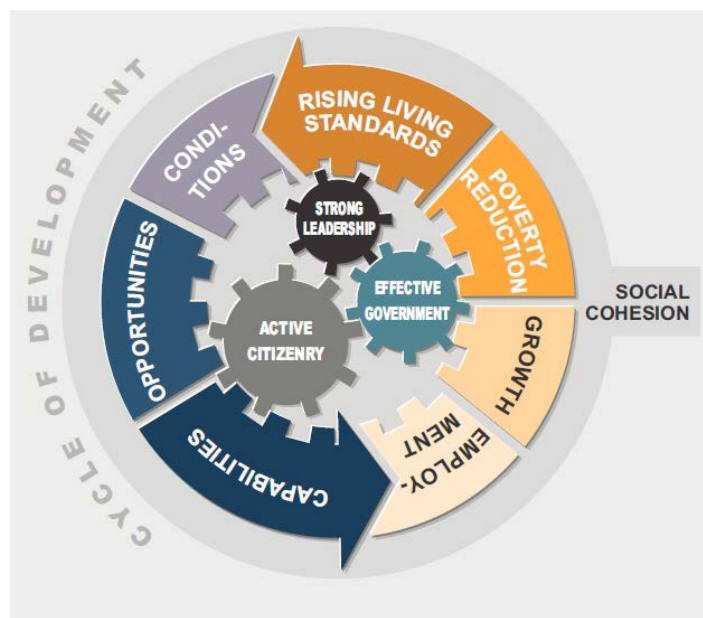 CYCLE OF DEVELOPMENT
RISING LIVING
STANDARDS
POVERTY
REDUCTION
GROWTH
EMPLOY-
MENT
CAPABILITIES
OPPORTUNITIES
CONDI-
TIONS
STRONG
LEADERSHIP
EFFECTIVE
GOVERNMENT
ACTIVE
CITIZENRY
SOCIAL
COHESION